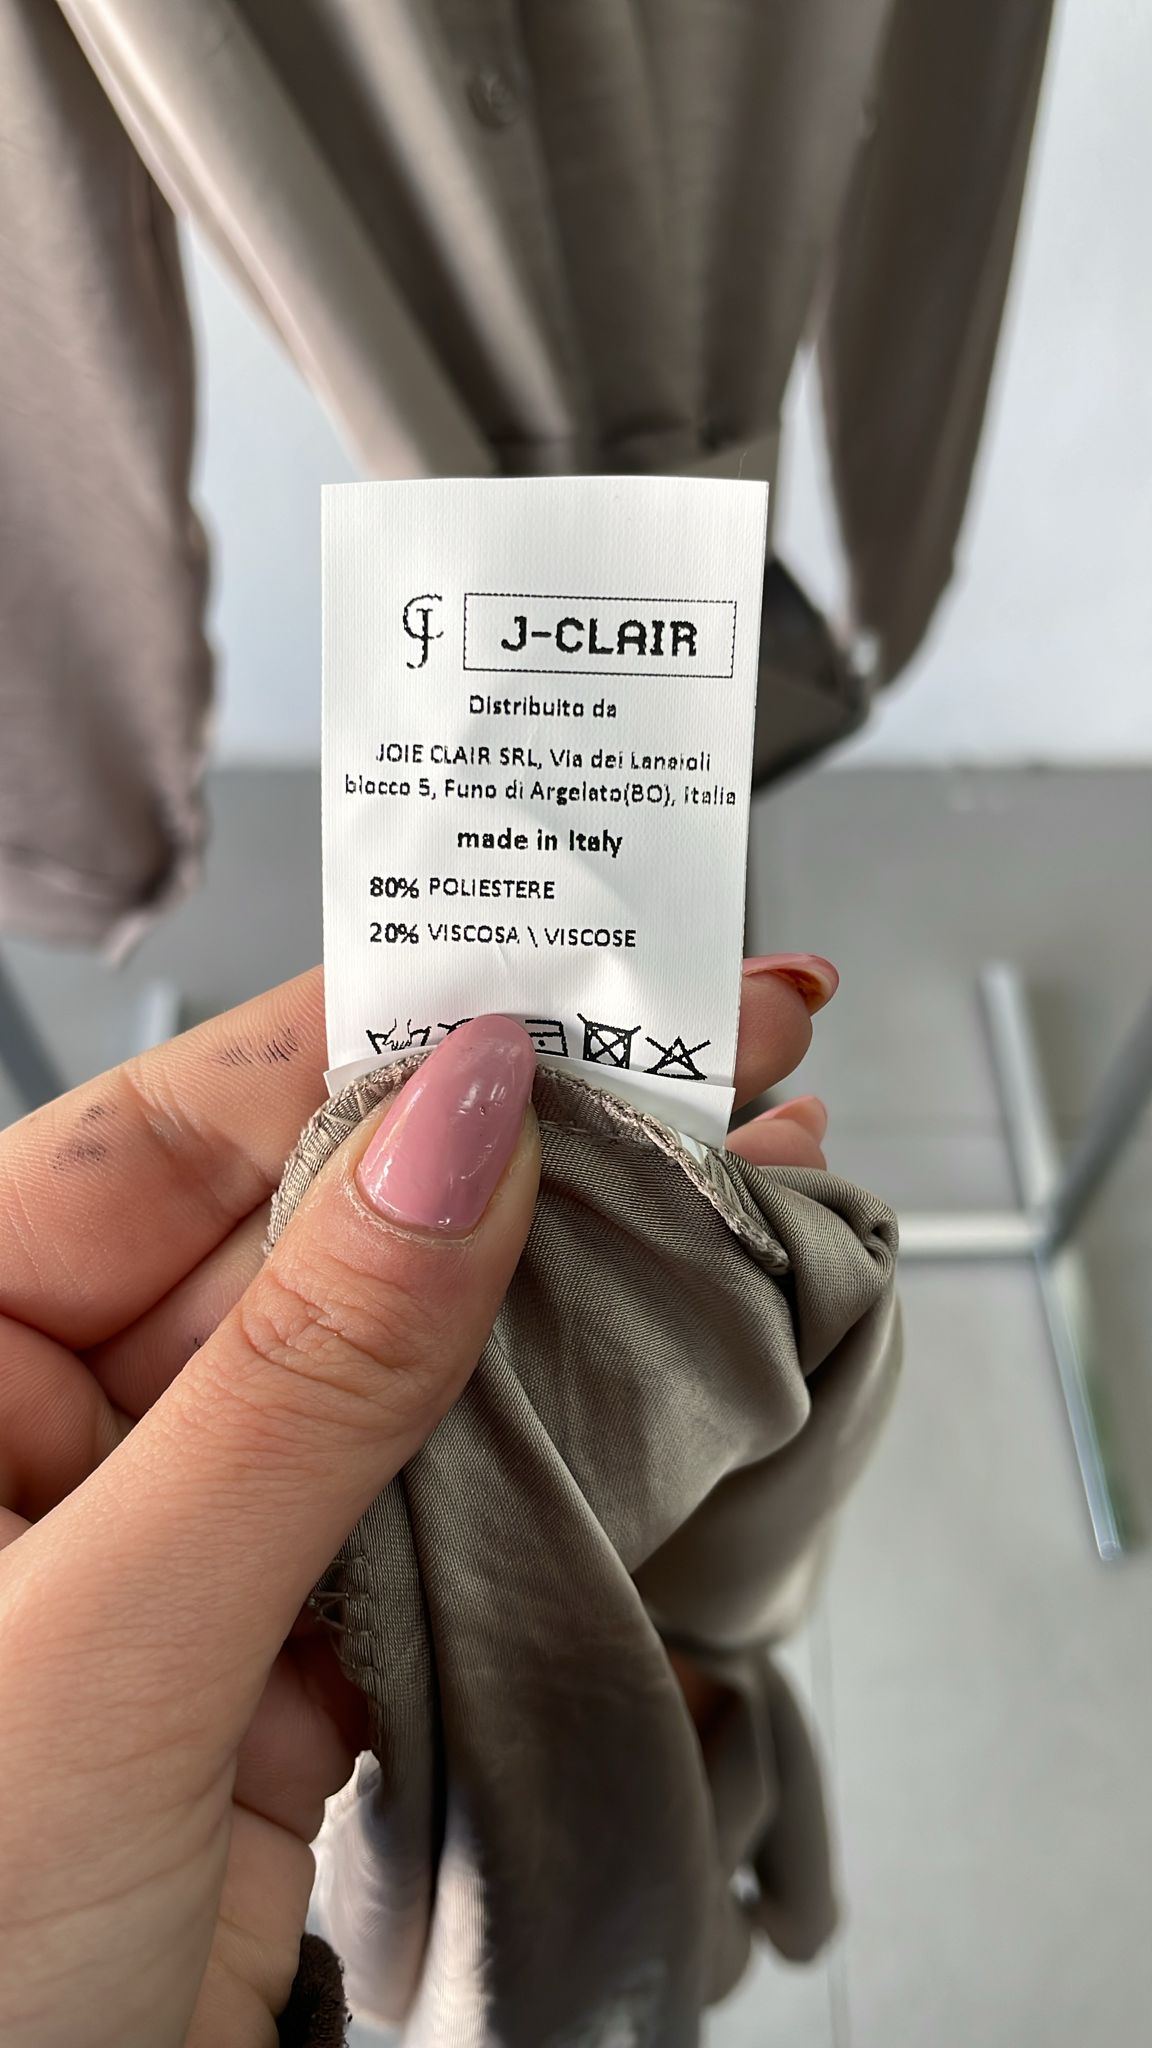 CJ J-CLAIR
Distribuito da
JOIE CLAIR SRL, Via dei Lanaioli
blocco 5, Funo di Argelato(BO), Italia
made in Italy
80% POLIESTERE
20% VISCOSA \ VISCOSE